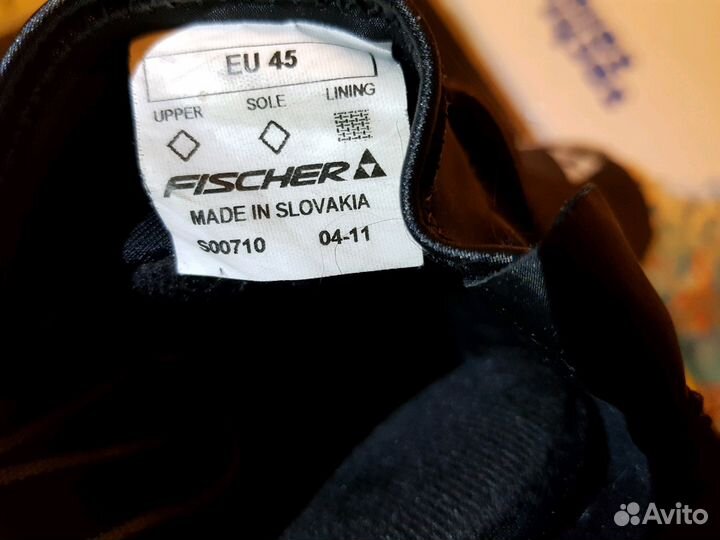 EU 45
UPPER SOLE LINING
FISCHER
MADE IN SLOVAKIA
S00710 04-11
Avito